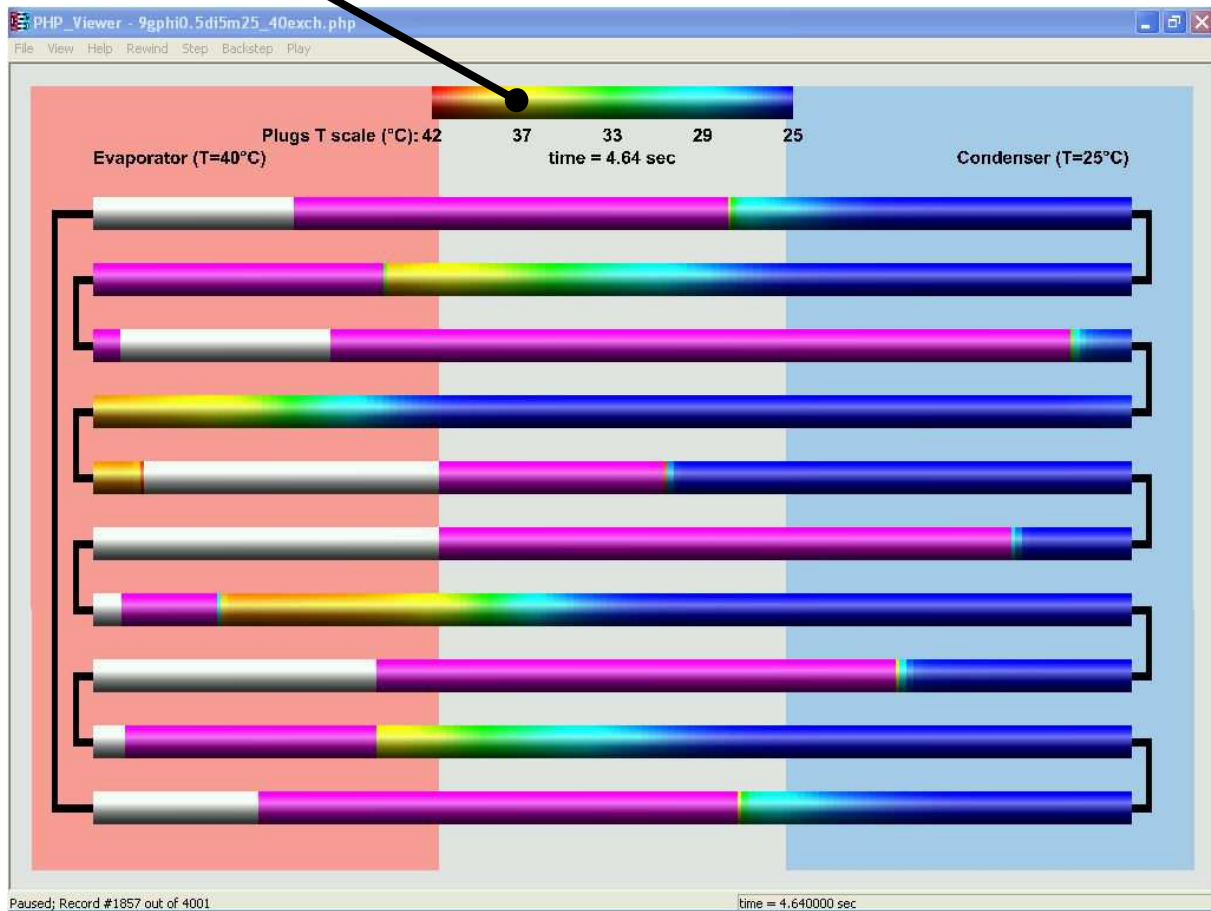 PHP_Viewer - 9gphi0.5di5m25_40exch.php
File View Help Rewind Step Backstep Play
Plugs T scale (°C): 42 37 33 29 25
Evaporator (T=40°C) time = 4.64 sec Condenser (T=25°C)
Paused; Record #1857 out of 4001 time = 4.640000 sec